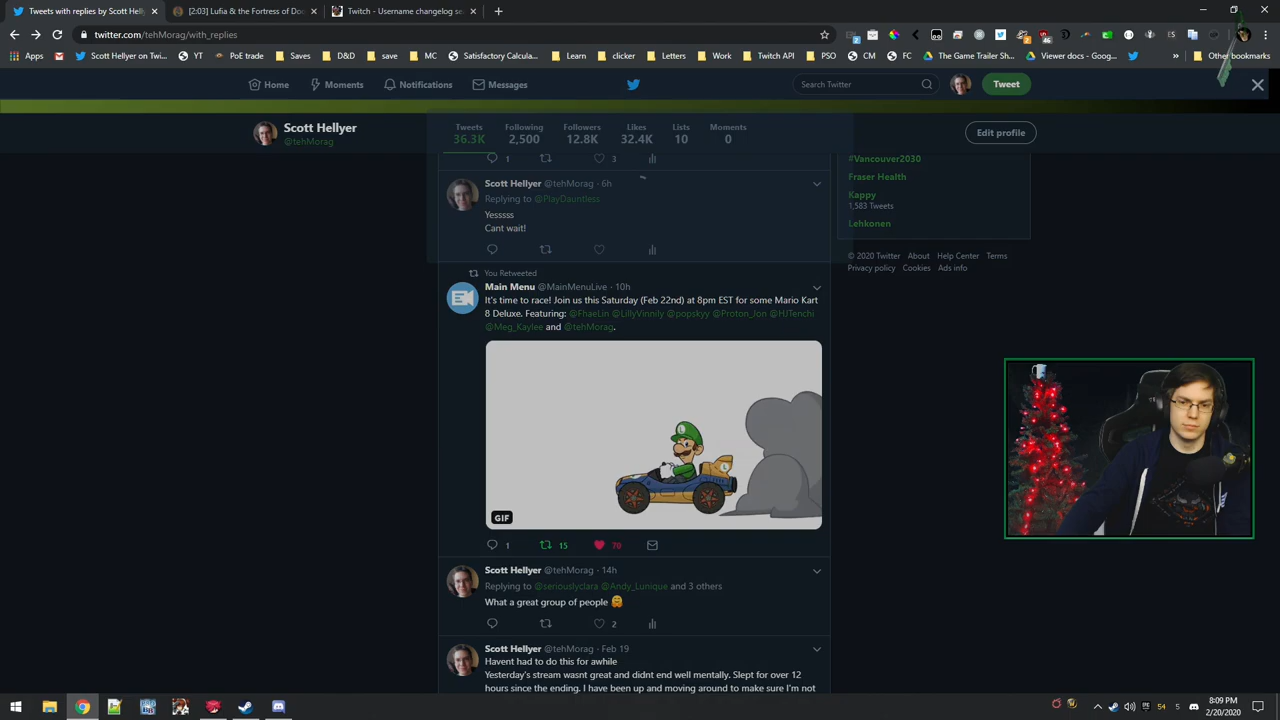 Tweets with replies by Scott Hell
[2:03] Lufia & the Fortress of Doo
Twitch - Username changelog se
twitter.com/tehMorag/with_replies
Apps
Scott Hellyer on Twitc
YT
PoE trade
Saves
D&D
save
MC
Satisfactory Calculat
Learn
clicker
Letters
Work
Twitch API
PSO
CM
GF
The Game Trailer Sh
Viewer docs - Goog
Other bookmarks
Home
Moments
Notifications
Messages
Search Twitter
Tweet
Scott Hellyer
@tehMorag
Tweets
36.3K
Following
2,500
Followers
12.8K
Likes
32.4K
Lists
10
Moments
0
Edit profile
1
3
Scott Hellyer @tehMorag · 6h
Replying to @PlayDauntless
Yesssss
Cant wait!
You Retweeted
Main Menu @MainMenuLive · 10h
It's time to race! Join us this Saturday (Feb 22nd) at 8pm EST for some Mario Kart
8 Deluxe. Featuring: @FhaeLin @LillyVinnily @popskyy @Proton_Jon @HJTenchi
@Meg_Kaylee and @tehMorag.
L
GIF
1
15
70
Scott Hellyer @tehMorag · 14h
Replying to @seriouslyclara @Andy_Lunique and 3 others
What a great group of people 🤗
2
Scott Hellyer @tehMorag · Feb 19
Havent had to do this for awhile
Yesterday's stream wasnt great and didnt end well mentally. Slept for over 12
hours since the ending. I have been up and moving around to make sure I'm not
#Vancouver2030
Fraser Health
Kappy
1,583 Tweets
Lehkonen
© 2020 Twitter About Help Center Terms
Privacy policy Cookies Ads info
54
5
8:09 PM
2/20/2020